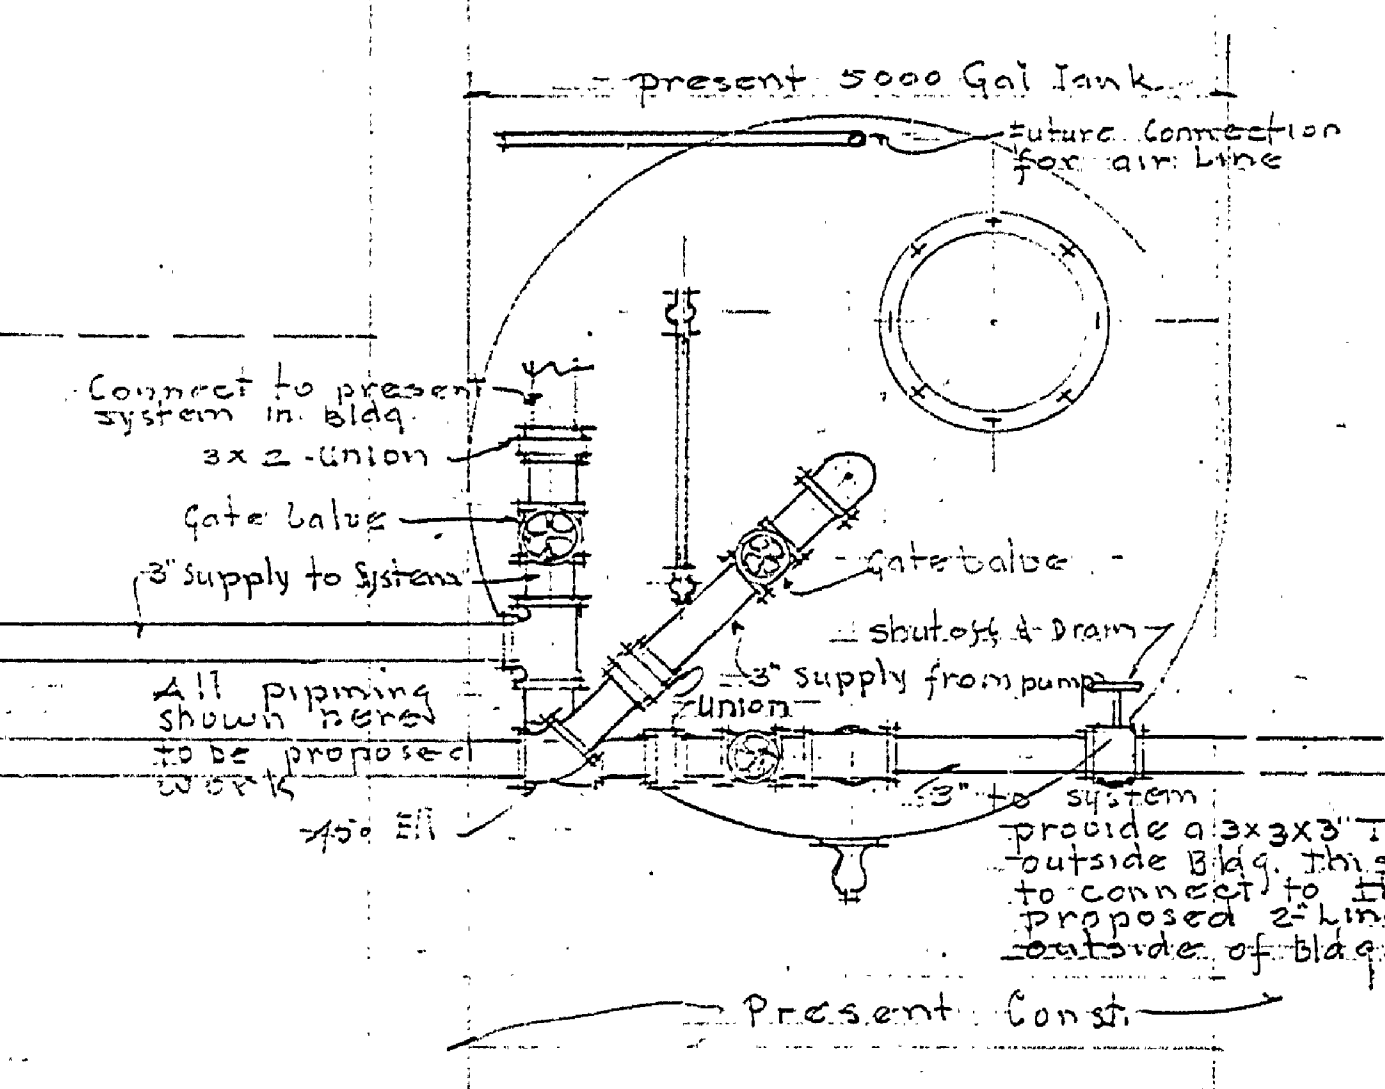 present 5000 Gal Tank
Future Connection
for air Line
Connect to present
system in Bldg.
3x2-Union
Gate Valve
3" Supply to System
Gate Valve
Shutoff & Drain
3" Supply from pump
Union
All pipining
shown here
to be proposed
work
45° Ell
3" to system
provide a 3x3x3" T
outside Bldg. This
to connect to
proposed 2"
outside of Bldg
Present Const.